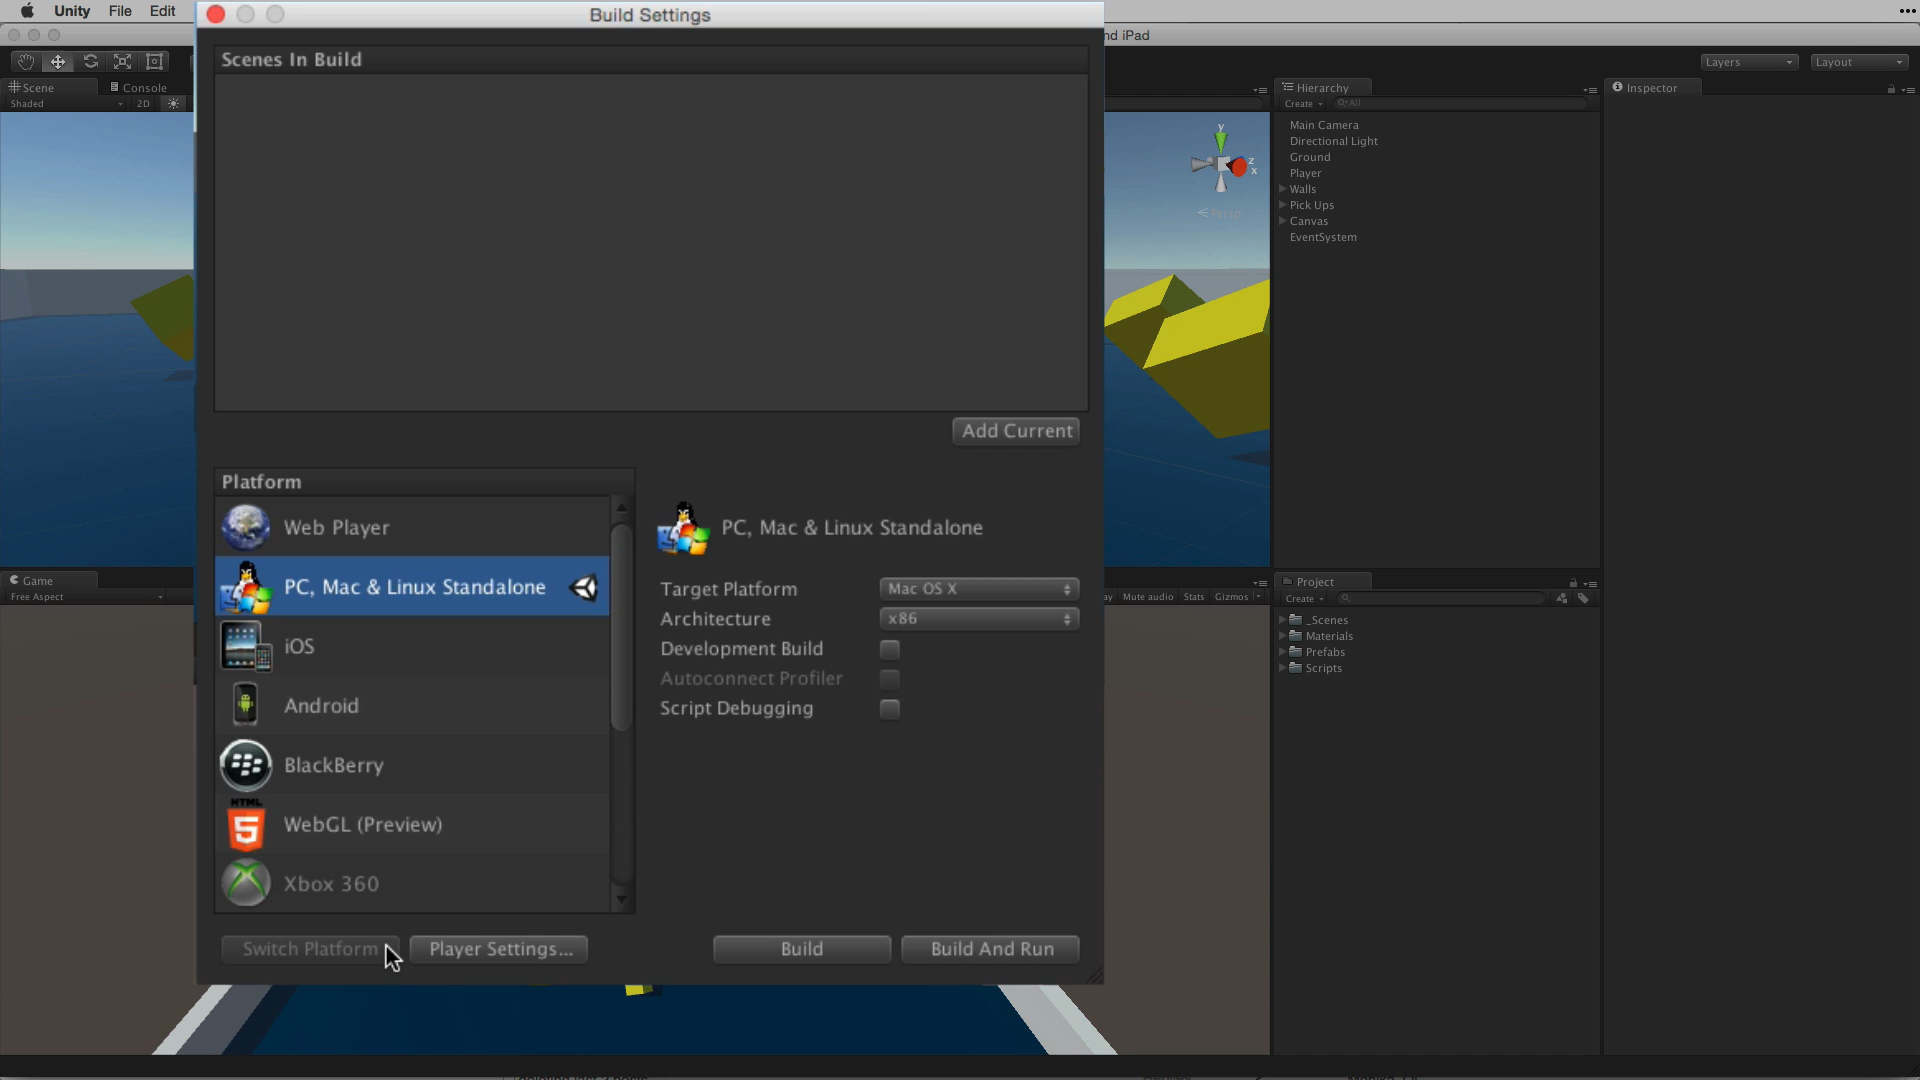 Unity File Edit
Build Settings
nd iPad
Layers
Layout
Scene
Console
Shaded
2D
Scenes In Build
Hierarchy
Create
All
Inspector
Main Camera
Directional Light
Ground
Player
Walls
Pick Ups
Canvas
EventSystem
y
z
x
Persp
Add Current
Platform
Web Player
PC, Mac & Linux Standalone
iOS
Android
BlackBerry
HTML
5
WebGL (Preview)
Xbox 360
PC, Mac & Linux Standalone
Target Platform Mac OS X
Architecture x86
Development Build
Autoconnect Profiler
Script Debugging
Switch Platform
Player Settings...
Build
Build And Run
Game
Free Aspect
ay Mute audio Stats Gizmos
Project
Create
_Scenes
Materials
Prefabs
Scripts